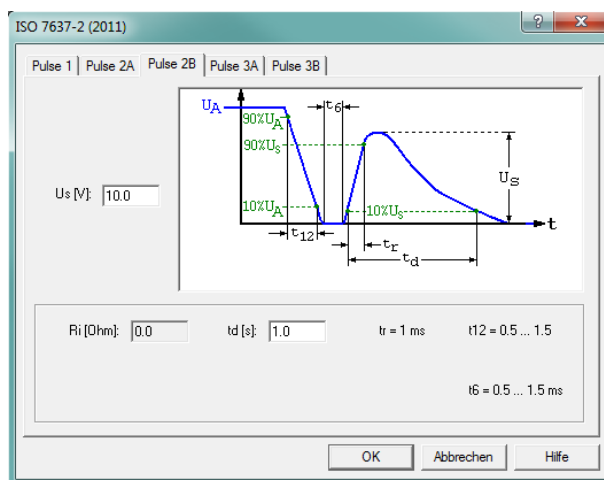 ISO 7637-2 (2011)
Pulse 1 Pulse 2A Pulse 2B Pulse 3A Pulse 3B
UA
t6
90%UA
90%Us
Us
Us [V]: 10.0
10%UA
10%Us
t
t12
tr
td
Ri [Ohm]: 0.0 td [s]: 1.0 tr = 1 ms t12 = 0.5 ... 1.5
t6 = 0.5 ... 1.5 ms
OK Abbrechen Hilfe